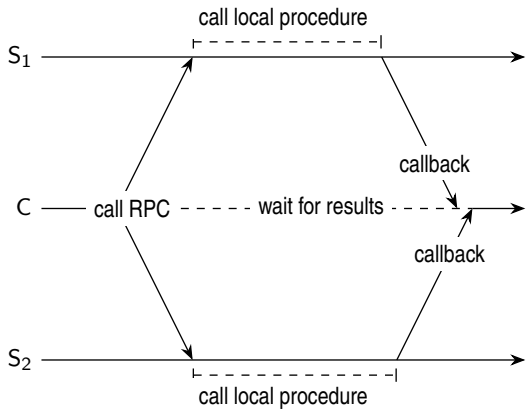 call local procedure
S₁
callback
C
call RPC
wait for results
callback
S₂
call local procedure